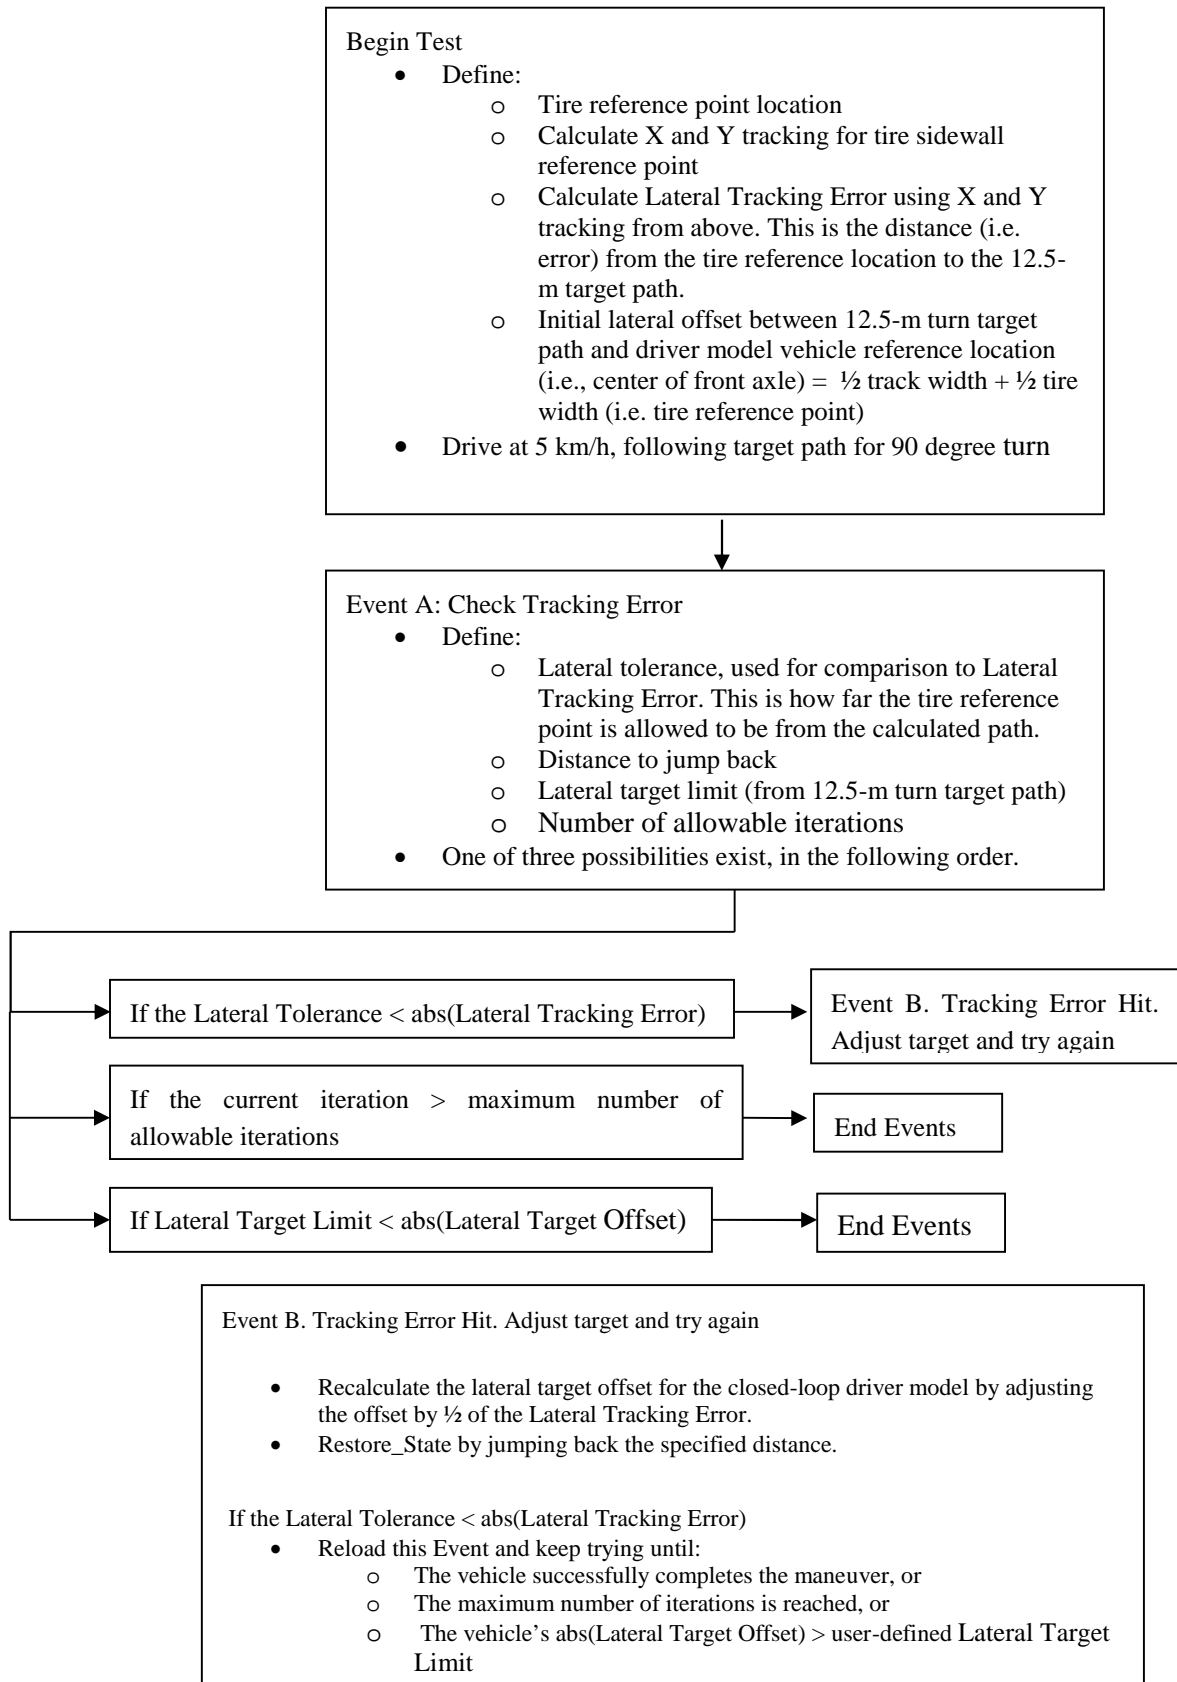 Begin Test
• Define:
o Tire reference point location
o Calculate X and Y tracking for tire sidewall
reference point
o Calculate Lateral Tracking Error using X and Y
tracking from above. This is the distance (i.e.
error) from the tire reference location to the 12.5-
m target path.
o Initial lateral offset between 12.5-m turn target
path and driver model vehicle reference location
(i.e., center of front axle) = ½ track width + ½ tire
width (i.e. tire reference point)
• Drive at 5 km/h, following target path for 90 degree turn
Event A: Check Tracking Error
• Define:
o Lateral tolerance, used for comparison to Lateral
Tracking Error. This is how far the tire reference
point is allowed to be from the calculated path.
o Distance to jump back
o Lateral target limit (from 12.5-m turn target path)
o Number of allowable iterations
• One of three possibilities exist, in the following order.
If the Lateral Tolerance < abs(Lateral Tracking Error)
Event B. Tracking Error Hit.
Adjust target and try again
If the current iteration > maximum number of
allowable iterations
End Events
If Lateral Target Limit < abs(Lateral Target Offset)
End Events
Event B. Tracking Error Hit. Adjust target and try again
• Recalculate the lateral target offset for the closed-loop driver model by adjusting
the offset by ½ of the Lateral Tracking Error.
• Restore_State by jumping back the specified distance.
If the Lateral Tolerance < abs(Lateral Tracking Error)
• Reload this Event and keep trying until:
o The vehicle successfully completes the maneuver, or
o The maximum number of iterations is reached, or
o The vehicle's abs(Lateral Target Offset) > user-defined Lateral Target
Limit